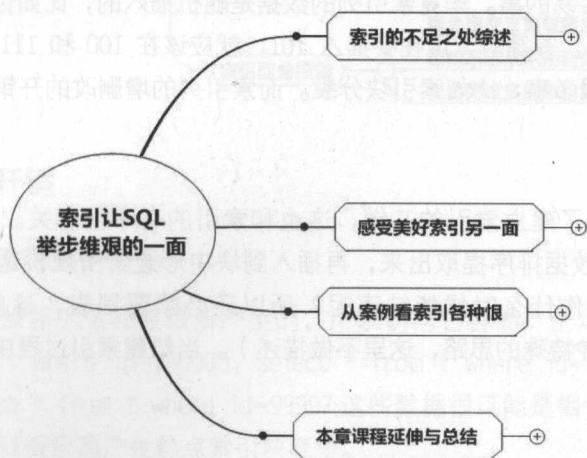 索引的不足之处综述
索引让SQL
举步维艰的一面
感受美好索引另一面
从案例看索引各种恨
本章课程延伸与总结